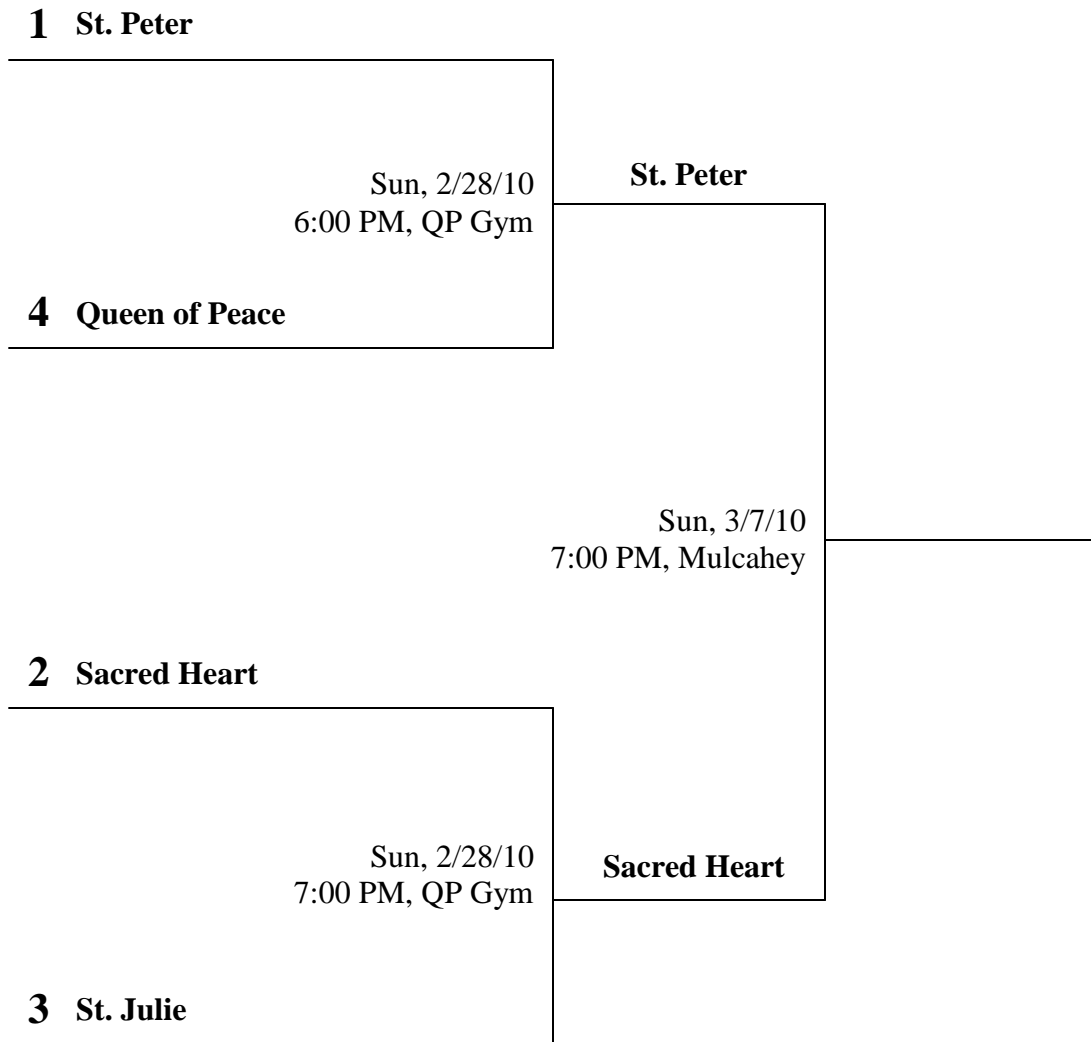 1 St. Peter
Sun, 2/28/10
6:00 PM, QP Gym
St. Peter
4 Queen of Peace
Sun, 3/7/10
7:00 PM, Mulcahey
2 Sacred Heart
Sun, 2/28/10
7:00 PM, QP Gym
Sacred Heart
3 St. Julie